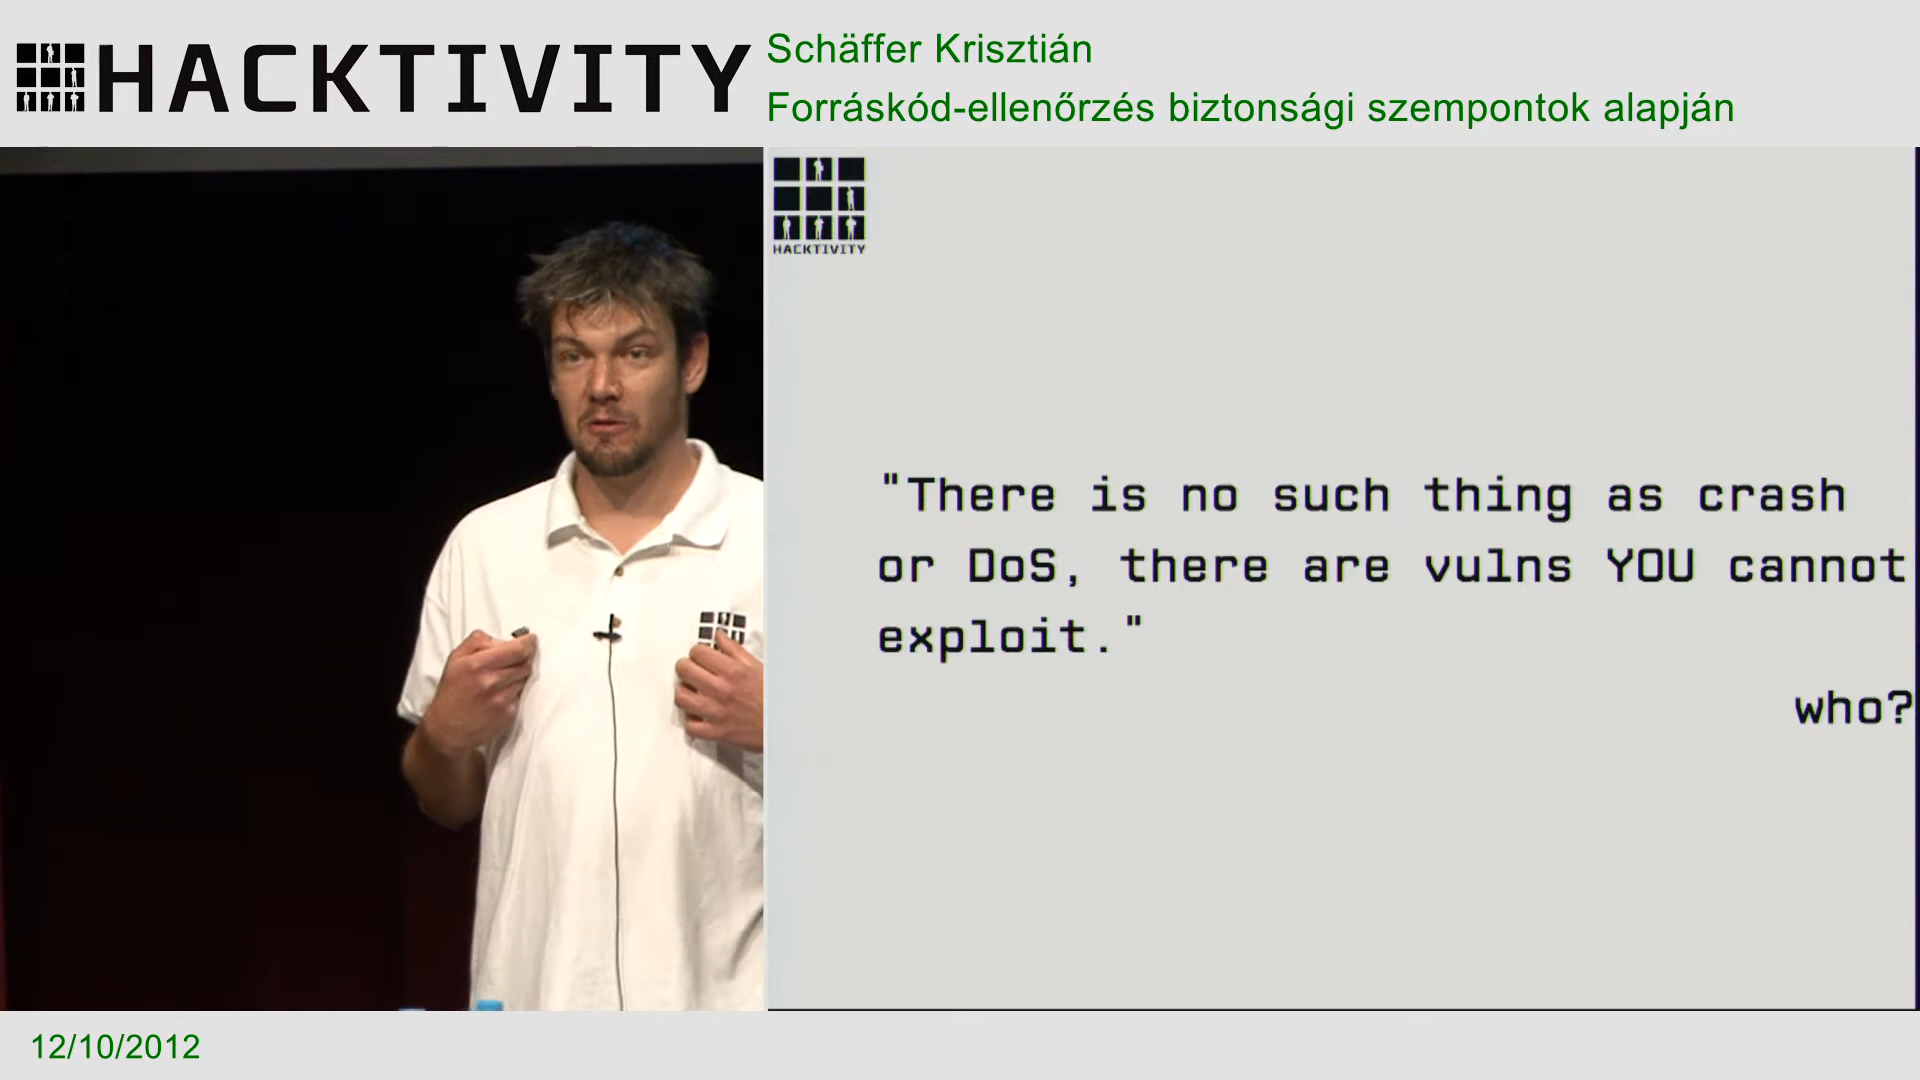 HACKTIVITY
Schäffer Krisztián
Forráskód-ellenőrzés biztonsági szempontok alapján
HACKTIVITY
"There is no such thing as crash
or DoS, there are vulns YOU cannot
exploit."
who?
12/10/2012